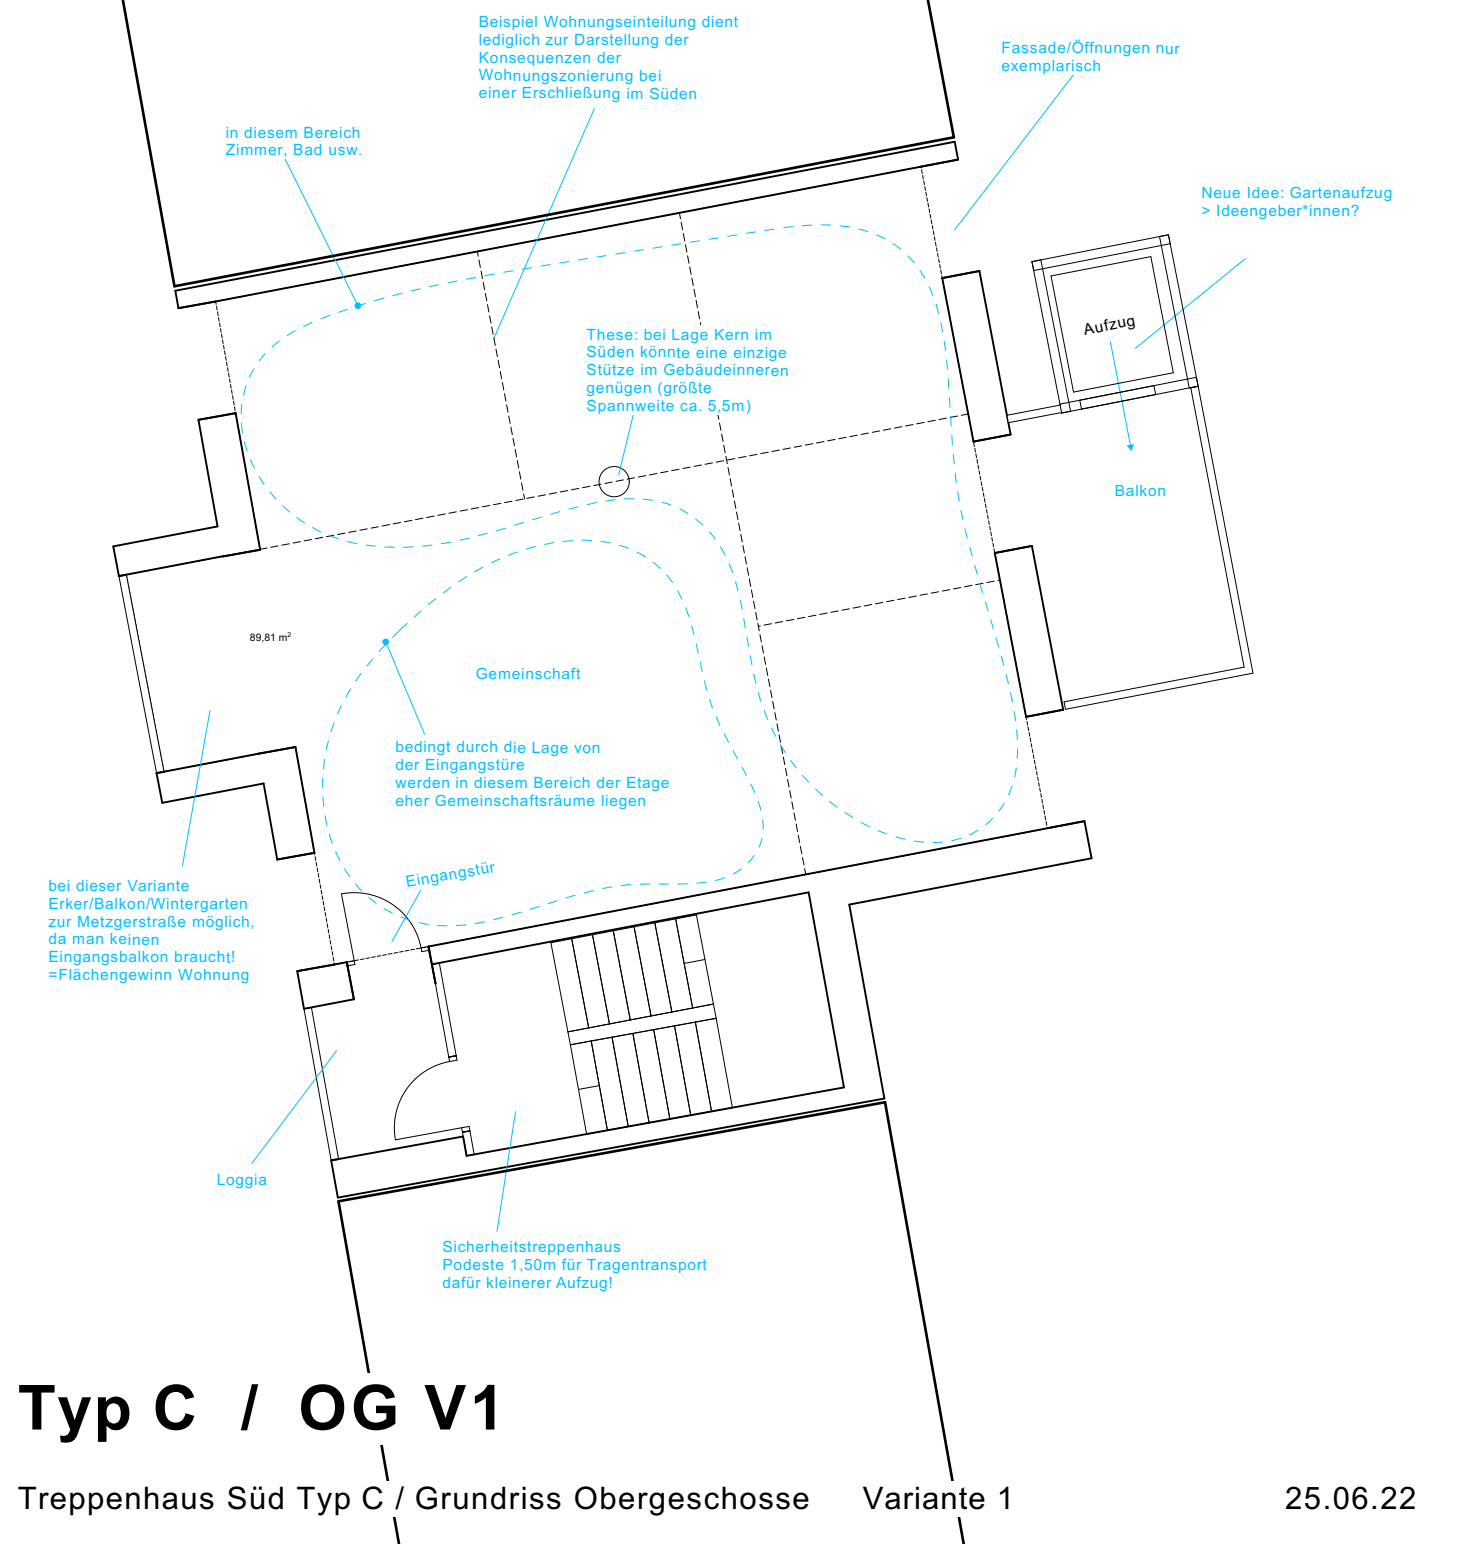 Beispiel Wohnungseinteilung dient
lediglich zur Darstellung der
Konsequenzen der
Wohnungszonierung bei
einer Erschließung im Süden
Fassade/Öffnungen nur
exemplarisch
in diesem Bereich
Zimmer, Bad usw.
Neue Idee: Gartenaufzug
> Ideengeber*innen?
Aufzug
These: bei Lage Kern im
Süden könnte eine einzige
Stütze im Gebäudeinneren
genügen (größte
Spannweite ca. 5,5m)
Balkon
89,81 m²
Gemeinschaft
bedingt durch die Lage von
der Eingangstüre
werden in diesem Bereich der Etage
eher Gemeinschaftsräume liegen
Eingangstür
bei dieser Variante
Erker/Balkon/Wintergarten
zur Metzgerstraße möglich,
da man keinen
Eingangsbalkon braucht!
=Flächengewinn Wohnung
Loggia
Sicherheitstreppenhaus
Podeste 1,50m für Tragentransport
dafür kleinerer Aufzug!
Typ C / OG V1
Treppenhaus Süd Typ C / Grundriss Obergeschosse Variante 1 25.06.22